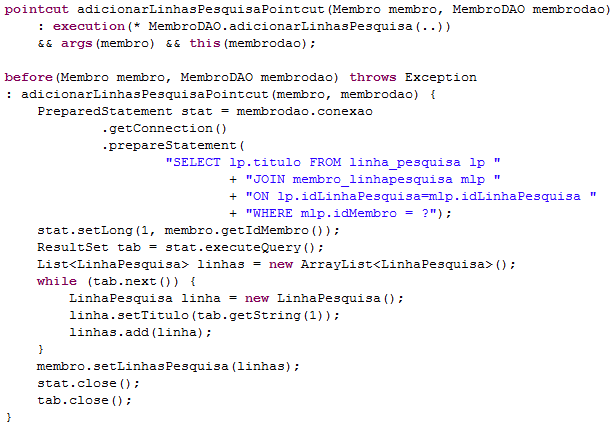 pointcut adicionarLinhasPesquisaPointcut(Membro membro, MembroDAO membrodao)
    : execution(* MembroDAO.adicionarLinhasPesquisa(..))
    && args(membro) && this(membrodao);

before(Membro membro, MembroDAO membrodao) throws Exception
: adicionarLinhasPesquisaPointcut(membro, membrodao) {
    PreparedStatement stat = membrodao.conexao
            .getConnection()
            .prepareStatement(
                    "SELECT lp.titulo FROM linha_pesquisa lp "
                            + "JOIN membro_linhapesquisa mlp "
                            + "ON lp.idLinhaPesquisa=mlp.idLinhaPesquisa "
                            + "WHERE mlp.idMembro = ?");
    stat.setLong(1, membro.getIdMembro());
    ResultSet tab = stat.executeQuery();
    List<LinhaPesquisa> linhas = new ArrayList<LinhaPesquisa>();
    while (tab.next()) {
        LinhaPesquisa linha = new LinhaPesquisa();
        linha.setTitulo(tab.getString(1));
        linhas.add(linha);
    }
    membro.setLinhasPesquisa(linhas);
    stat.close();
    tab.close();
}